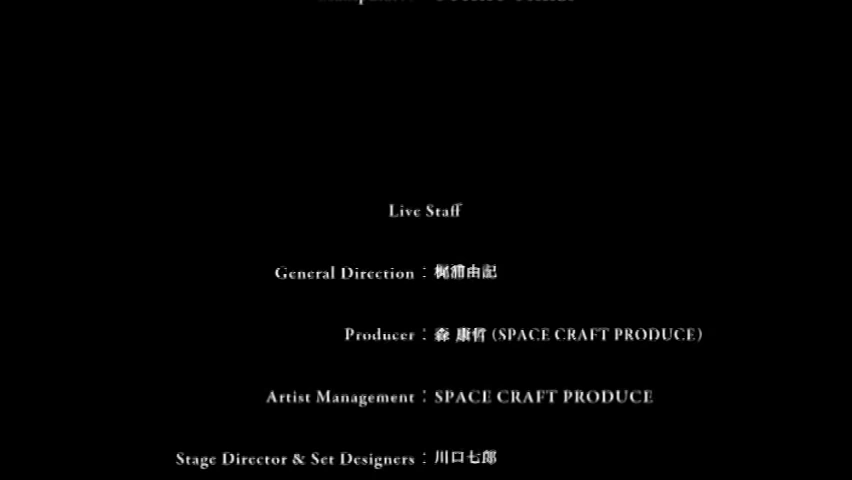 Live Staff
General Direction : 梶浦由記
Producer : 森 康哲 (SPACE CRAFT PRODUCE)
Artist Management : SPACE CRAFT PRODUCE
Stage Director & Set Designers : 川口七郎